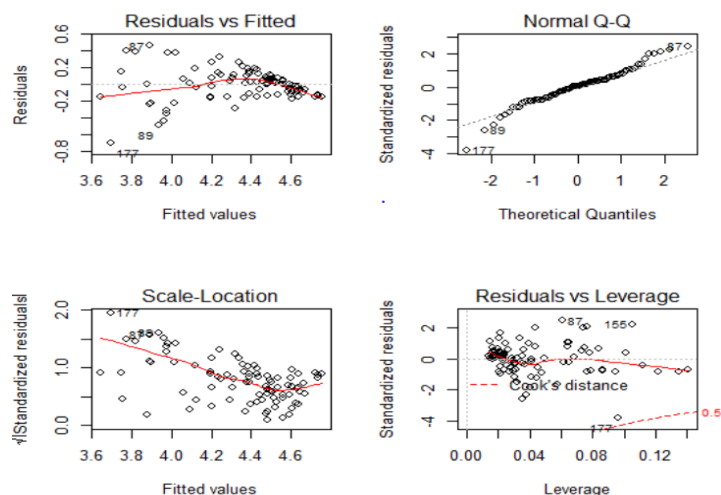 Residuals vs Fitted
Residuals
0.6
0.2
-0.2
-0.8
87
89
177
3.6 3.8 4.0 4.2 4.4 4.6
Fitted values
Normal Q-Q
Standardized residuals
2
0
-2
-4
87
89
177
-2 -1 0 1 2
Theoretical Quantiles
Scale-Location
√|Standardized residuals|
2.0
1.0
0.0
177
87
89
3.6 3.8 4.0 4.2 4.4 4.6
Fitted values
Residuals vs Leverage
Standardized residuals
2
0
-2
-4
87
155
Cook's distance
177
0.5
0.00 0.04 0.08 0.12
Leverage